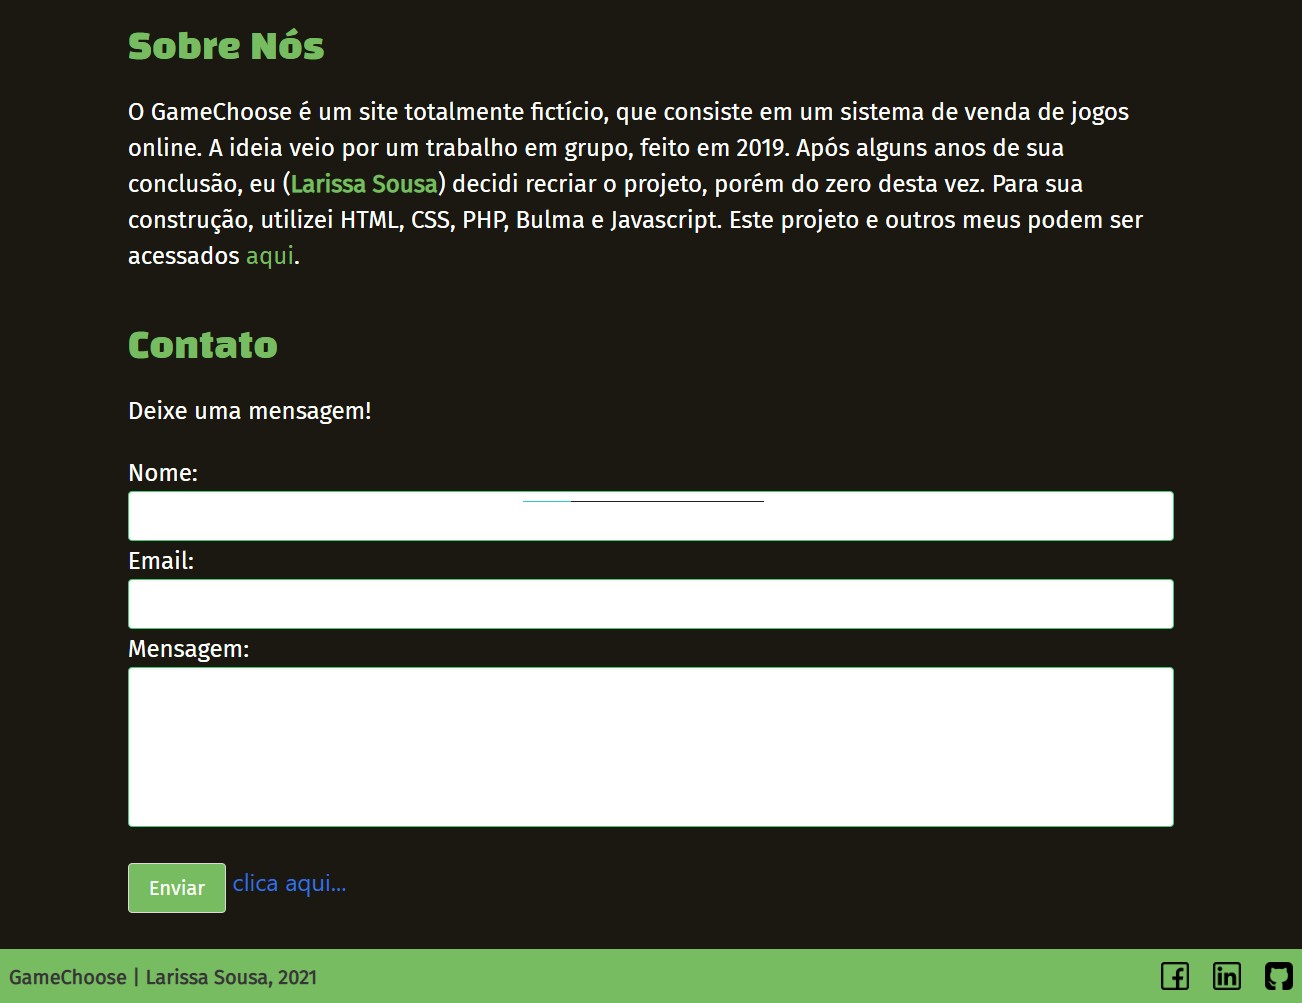 Sobre Nós
O GameChoose é um site totalmente fictício, que consiste em um sistema de venda de jogos
online. A ideia veio por um trabalho em grupo, feito em 2019. Após alguns anos de sua
conclusão, eu (Larissa Sousa) decidi recriar o projeto, porém do zero desta vez. Para sua
construção, utilizei HTML, CSS, PHP, Bulma e Javascript. Este projeto e outros meus podem ser
acessados aqui.
Contato
Deixe uma mensagem!
Nome:
Email:
Mensagem:
Enviar clica aqui...
GameChoose | Larissa Sousa, 2021